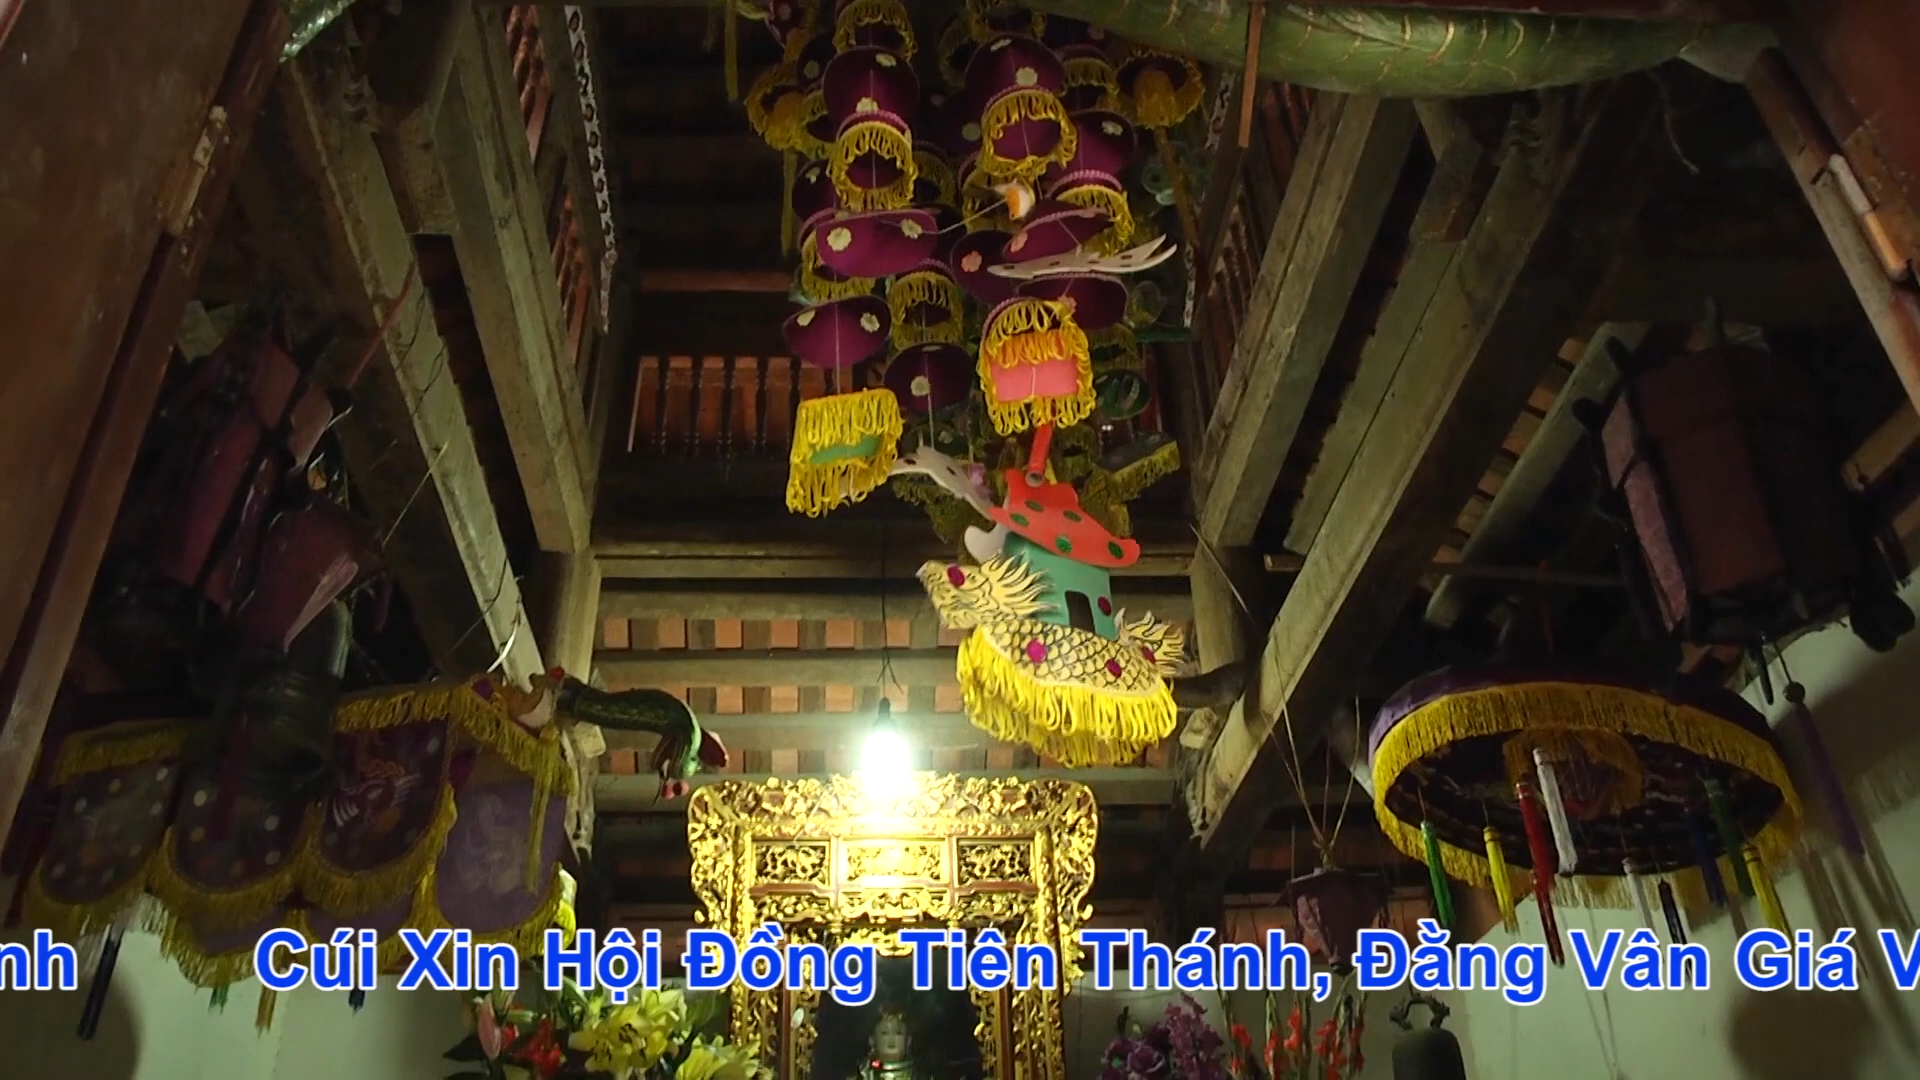 nh Cúi Xin Hội Đồng Tiên Thánh, Đằng Vân Giá V